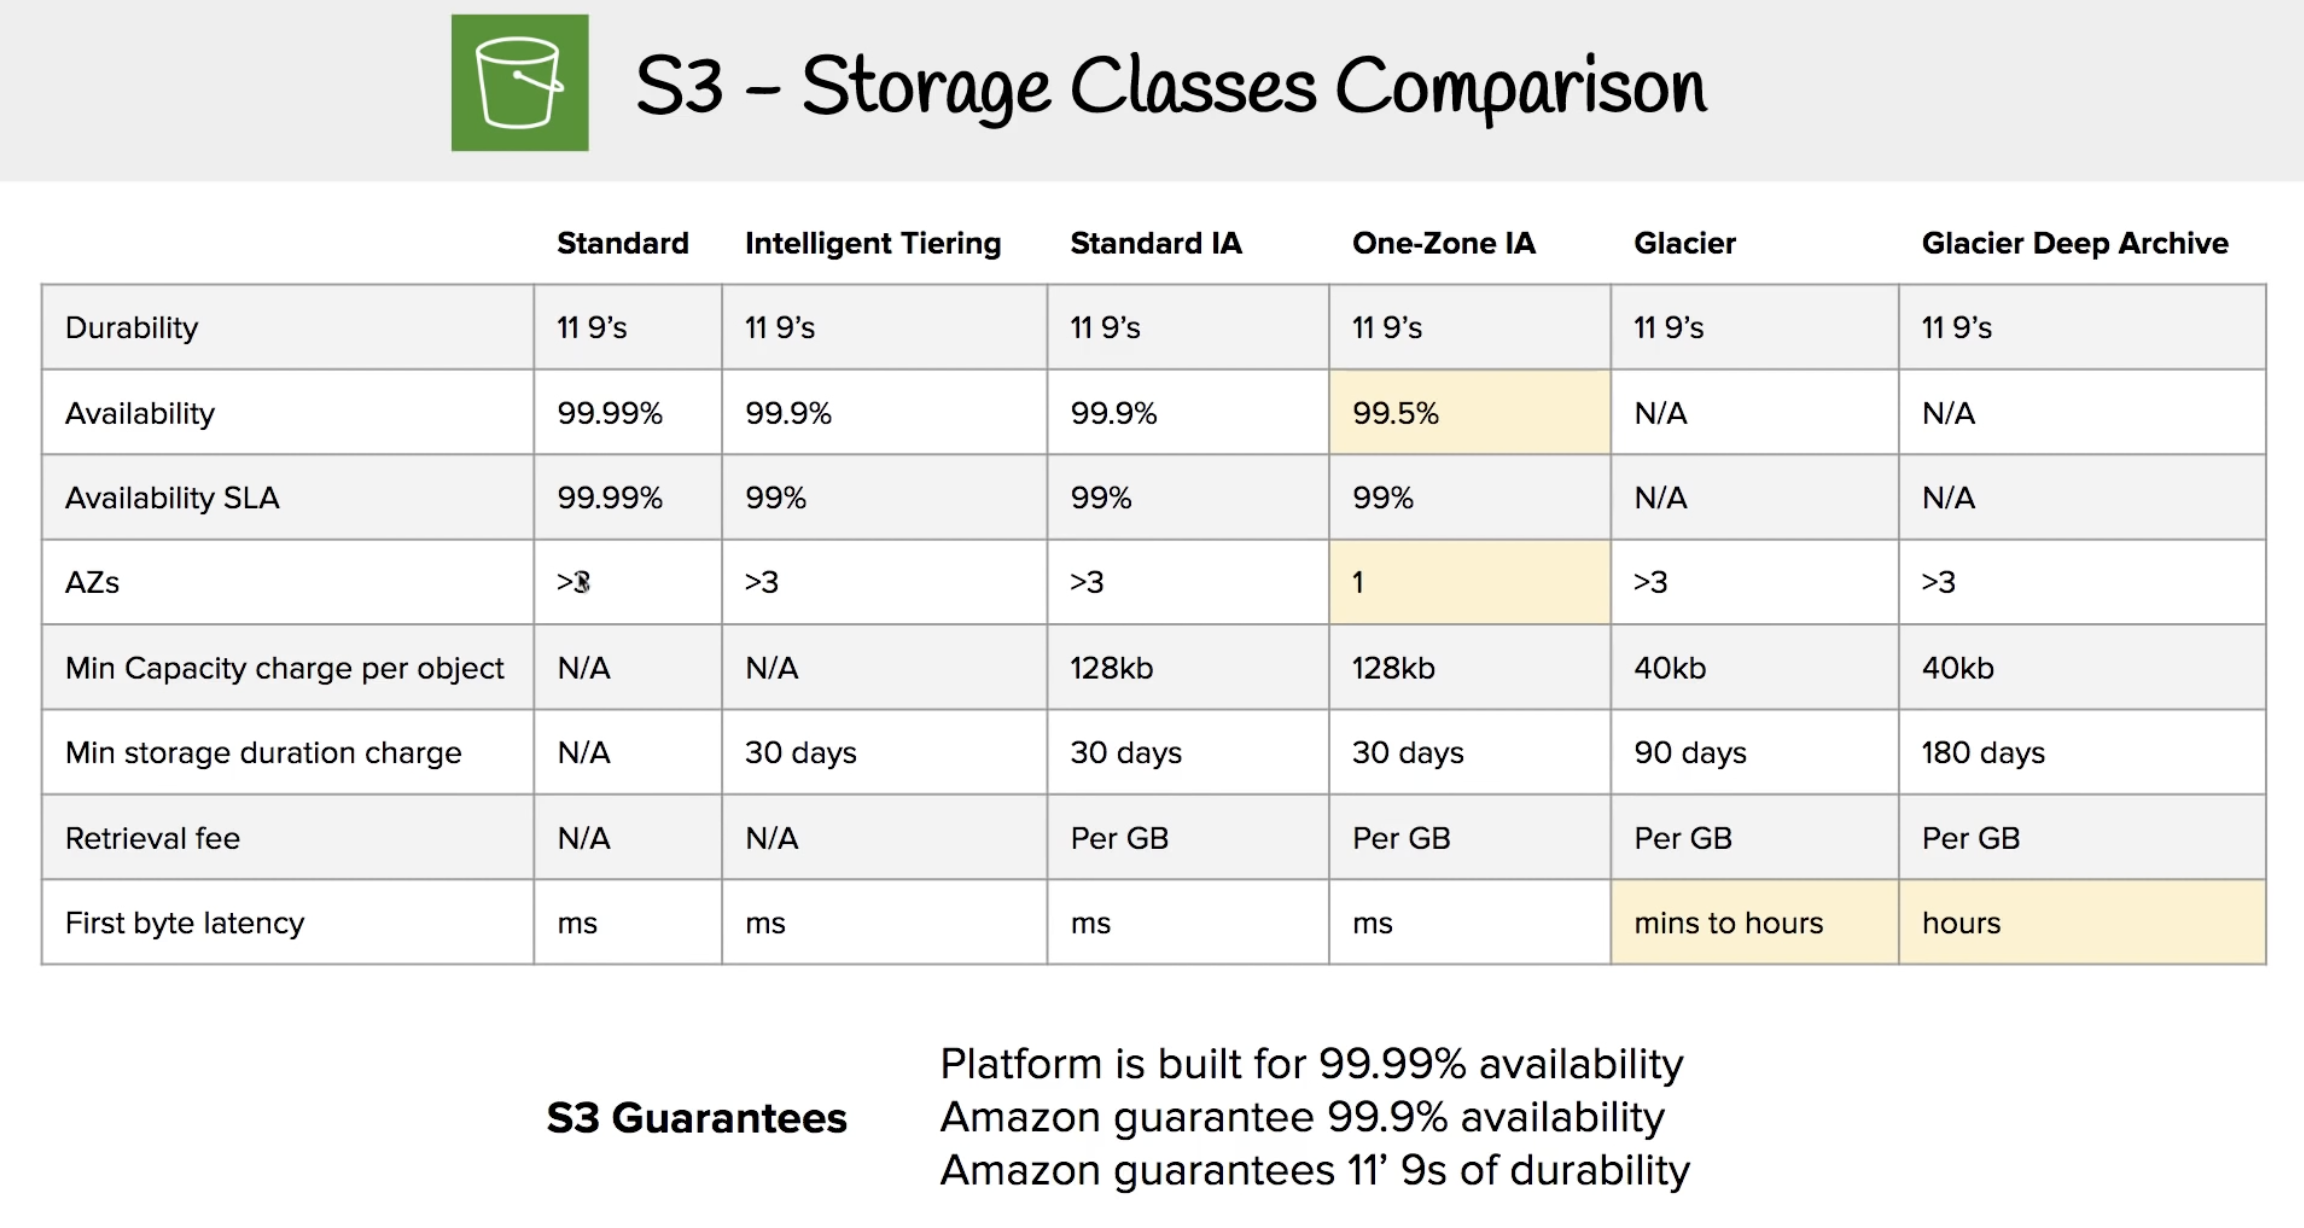 S3 – Storage Classes Comparison
Standard Intelligent Tiering Standard IA One-Zone IA Glacier Glacier Deep Archive
Durability 11 9’s 11 9’s 11 9’s 11 9’s 11 9’s 11 9’s
Availability 99.99% 99.9% 99.9% 99.5% N/A N/A
Availability SLA 99.99% 99% 99% 99% N/A N/A
AZs >3 >3 >3 1 >3 >3
Min Capacity charge per object N/A N/A 128kb 128kb 40kb 40kb
Min storage duration charge N/A 30 days 30 days 30 days 90 days 180 days
Retrieval fee N/A N/A Per GB Per GB Per GB Per GB
First byte latency ms ms ms ms mins to hours hours
Platform is built for 99.99% availability
S3 Guarantees Amazon guarantee 99.9% availability
Amazon guarantees 11’ 9s of durability